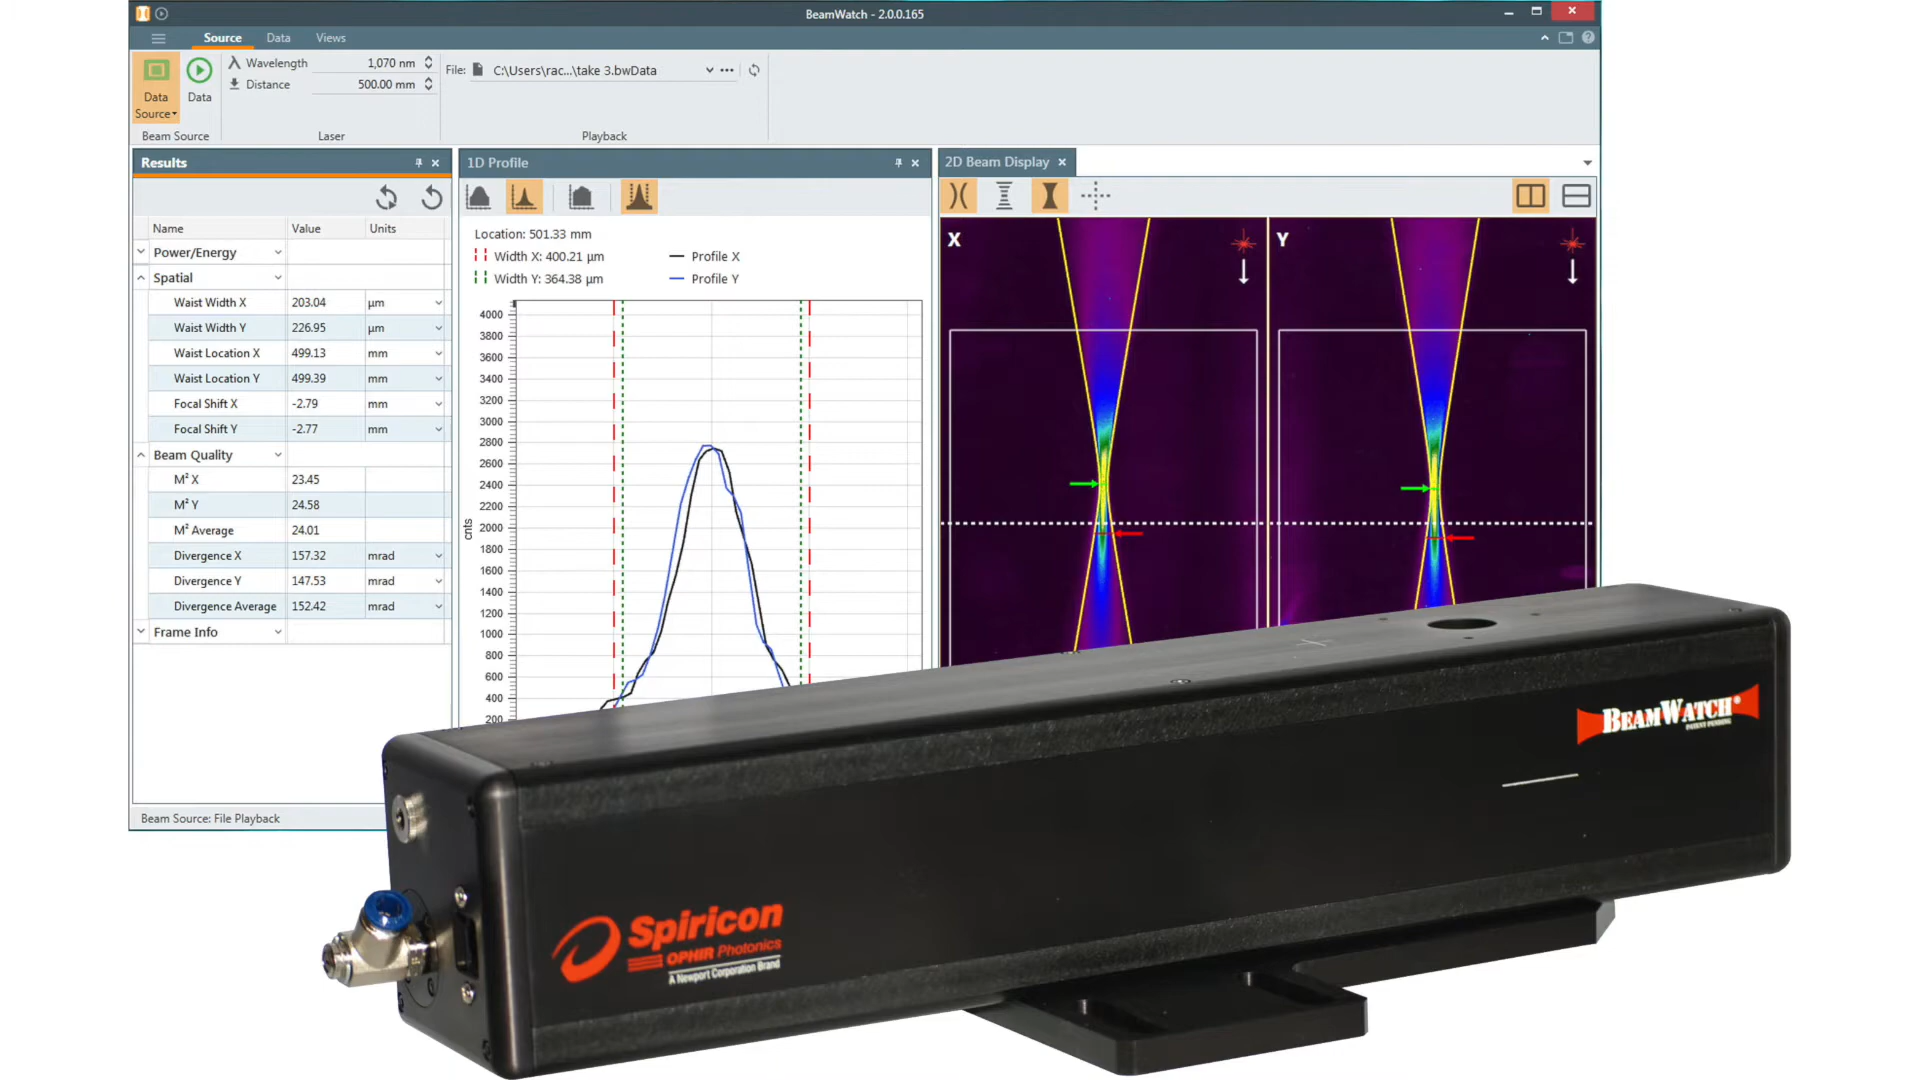 BeamWatch - 2.0.0.165
Source Data Views
Data Source
Data
Beam Source
Wavelength 1,070 nm
Distance 500.00 mm
Laser
File: C:\Users\rac...\take 3.bwData
Playback
Results
Name Value Units
Power/Energy
Spatial
Waist Width X 203.04 µm
Waist Width Y 226.95 µm
Waist Location X 499.13 mm
Waist Location Y 499.39 mm
Focal Shift X -2.79 mm
Focal Shift Y -2.77 mm
Beam Quality
M² X 23.45
M² Y 24.58
M² Average 24.01
Divergence X 157.32 mrad
Divergence Y 147.53 mrad
Divergence Average 152.42 mrad
Frame Info
Beam Source: File Playback
1D Profile
Location: 501.33 mm
Width X: 400.21 µm Profile X
Width Y: 364.38 µm Profile Y
4000
3800
3600
3400
3200
3000
2800
2600
2400
2200
2000
1800
1600
1400
1200
1000
800
600
400
200
cnts
2D Beam Display
X
Y
BEAMWATCH®
PATENT PENDING
Spiricon
OPHIR Photonics
A Newport Corporation Brand